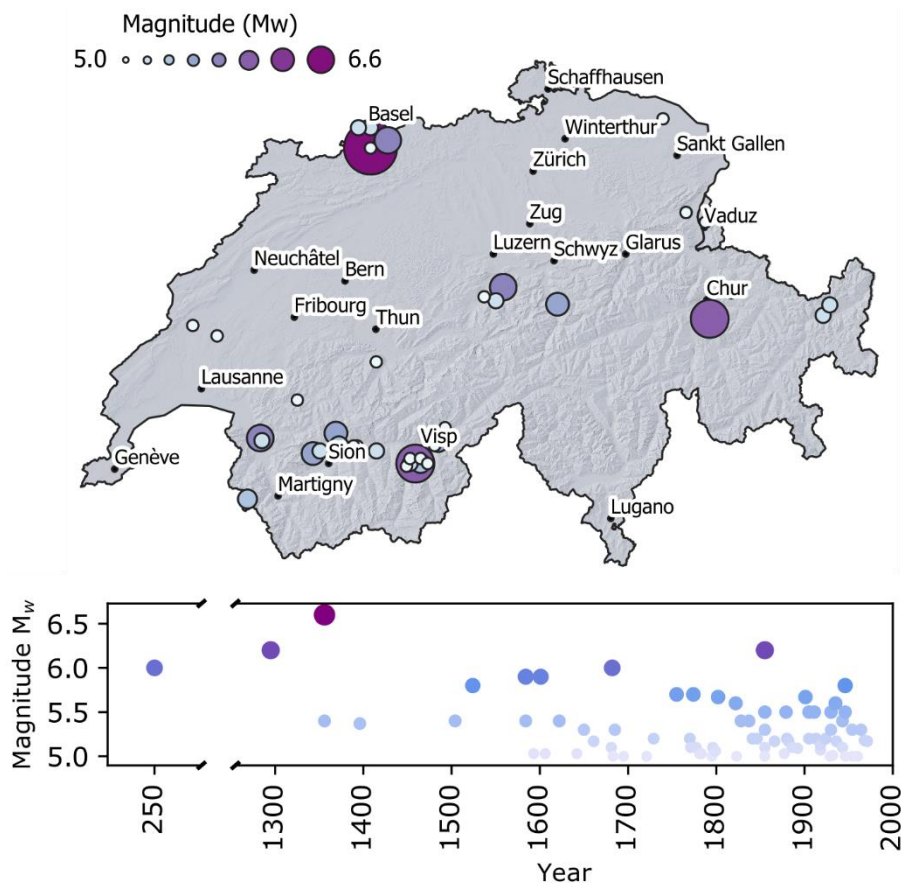 Magnitude (Mw)
5.0 6.6
Schaffhausen
Basel
Winterthur
Sankt Gallen
Zürich
Zug
Vaduz
Luzern
Schwyz
Glarus
Neuchâtel
Bern
Chur
Fribourg
Thun
Lausanne
Visp
Genève
Sion
Martigny
Lugano
Magnitude Mw
6.5
6.0
5.5
5.0
250
1300
1400
1500
1600
1700
1800
1900
2000
Year